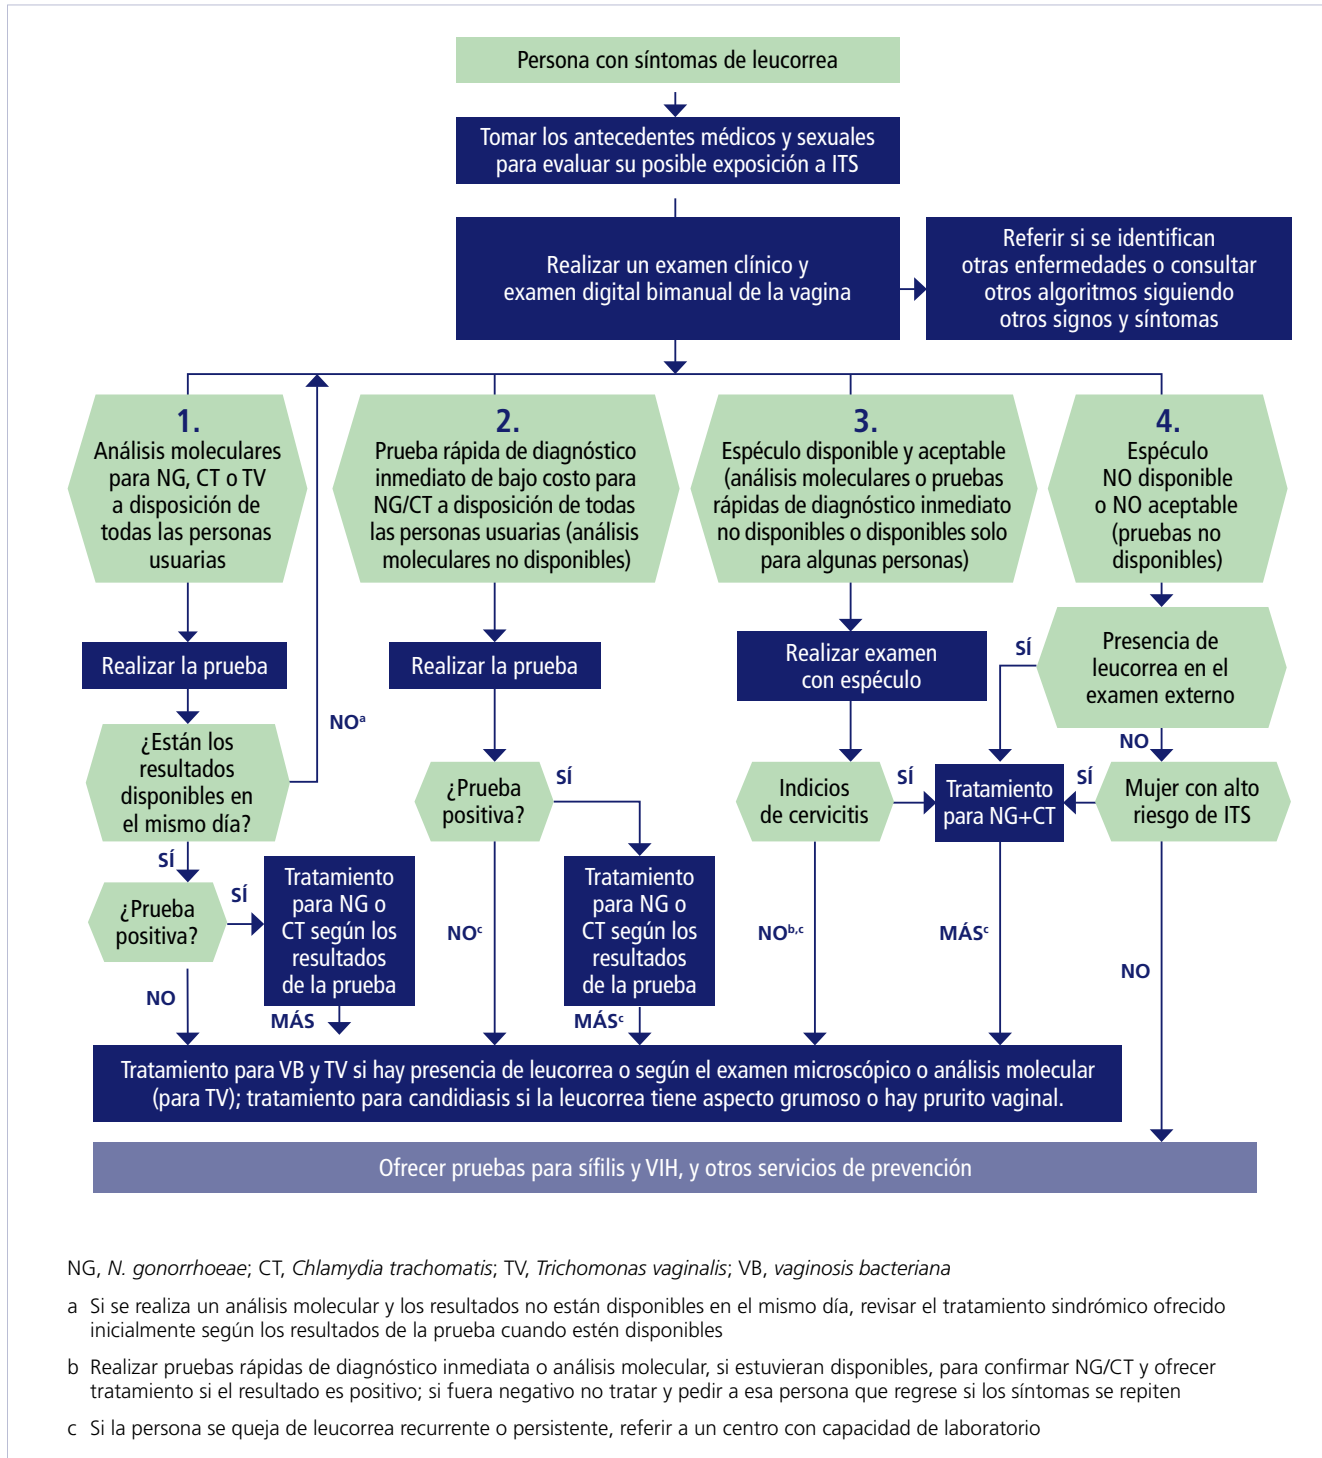 Persona con síntomas de leucorrea
Tomar los antecedentes médicos y sexuales
para evaluar su posible exposición a ITS
Realizar un examen clínico y
examen digital bimanual de la vagina
Referir si se identifican
otras enfermedades o consultar
otros algoritmos siguiendo
otros signos y síntomas
1.
Análisis moleculares
para NG, CT o TV
a disposición de
todas las personas
usuarias
2.
Prueba rápida de diagnóstico
inmediato de bajo costo para
NG/CT a disposición de todas
las personas usuarias (análisis
moleculares no disponibles)
3.
Espéculo disponible y aceptable
(análisis moleculares o pruebas
rápidas de diagnóstico inmediato
no disponibles o disponibles solo
para algunas personas)
4.
Espéculo
NO disponible
o NO aceptable
(pruebas no
disponibles)
Realizar la prueba
Realizar la prueba
Realizar examen
con espéculo
SÍ
Presencia de
leucorrea en el
examen externo
NOᵃ
¿Están los
resultados
disponibles en
el mismo día?
NO
¿Prueba
positiva?
SÍ
Indicios
de cervicitis
SÍ
Tratamiento
para NG+CT
SÍ
Mujer con alto
riesgo de ITS
SÍ
¿Prueba
positiva?
SÍ
Tratamiento
para NG o
CT según los
resultados
de la prueba
NOᶜ
Tratamiento
para NG o
CT según los
resultados
de la prueba
NOᵇ,ᶜ
MÁSᶜ
NO
NO
MÁS
MÁSᶜ
Tratamiento para VB y TV si hay presencia de leucorrea o según el examen microscópico o análisis molecular
(para TV); tratamiento para candidiasis si la leucorrea tiene aspecto grumoso o hay prurito vaginal.
Ofrecer pruebas para sífilis y VIH, y otros servicios de prevención
NG, N. gonorrhoeae; CT, Chlamydia trachomatis; TV, Trichomonas vaginalis; VB, vaginosis bacteriana
a Si se realiza un análisis molecular y los resultados no están disponibles en el mismo día, revisar el tratamiento sindrómico ofrecido
inicialmente según los resultados de la prueba cuando estén disponibles
b Realizar pruebas rápidas de diagnóstico inmediata o análisis molecular, si estuvieran disponibles, para confirmar NG/CT y ofrecer
tratamiento si el resultado es positivo; si fuera negativo no tratar y pedir a esa persona que regrese si los síntomas se repiten
c Si la persona se queja de leucorrea recurrente o persistente, referir a un centro con capacidad de laboratorio